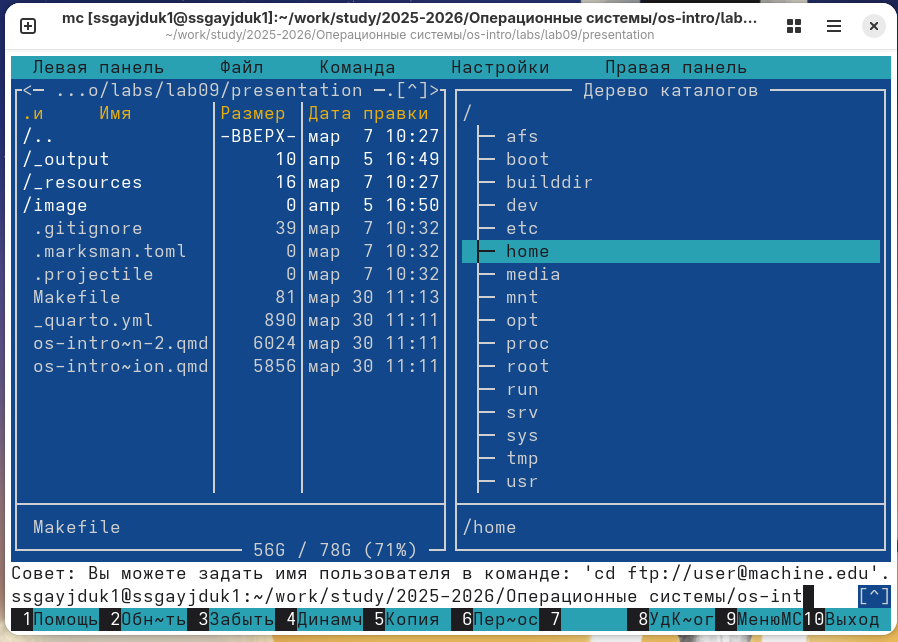 mc [ssgayjduk1@ssgayjduk1]:~/work/study/2025-2026/Операционные системы/os-intro/lab...
~/work/study/2025-2026/Операционные системы/os-intro/labs/lab09/presentation
Левая панель Файл Команда Настройки Правая панель
<— ...o/labs/lab09/presentation —.[^]> Дерево каталогов
.и Имя Размер Дата правки /
/.. -ВВЕРХ- мар 7 10:27 afs
/_output 10 апр 5 16:49 boot
/_resources 16 мар 7 10:27 builddir
/image 0 апр 5 16:50 dev
.gitignore 39 мар 7 10:32 etc
.marksman.toml 0 мар 7 10:32 home
.projectile 0 мар 7 10:32 media
Makefile 81 мар 30 11:13 mnt
_quarto.yml 890 мар 30 11:11 opt
os-intro~n-2.qmd 6024 мар 30 11:11 proc
os-intro~ion.qmd 5856 мар 30 11:11 root
run
srv
sys
tmp
usr
Makefile /home
56G / 78G (71%)
Совет: Вы можете задать имя пользователя в команде: 'cd ftp://user@machine.edu'.
ssgayjduk1@ssgayjduk1:~/work/study/2025-2026/Операционные системы/os-int [^]
1Помощь 2Обн~ть 3Забыть 4Динамч 5Копия 6Пер~ос 7 8УдК~ог 9МенюMC 10Выход